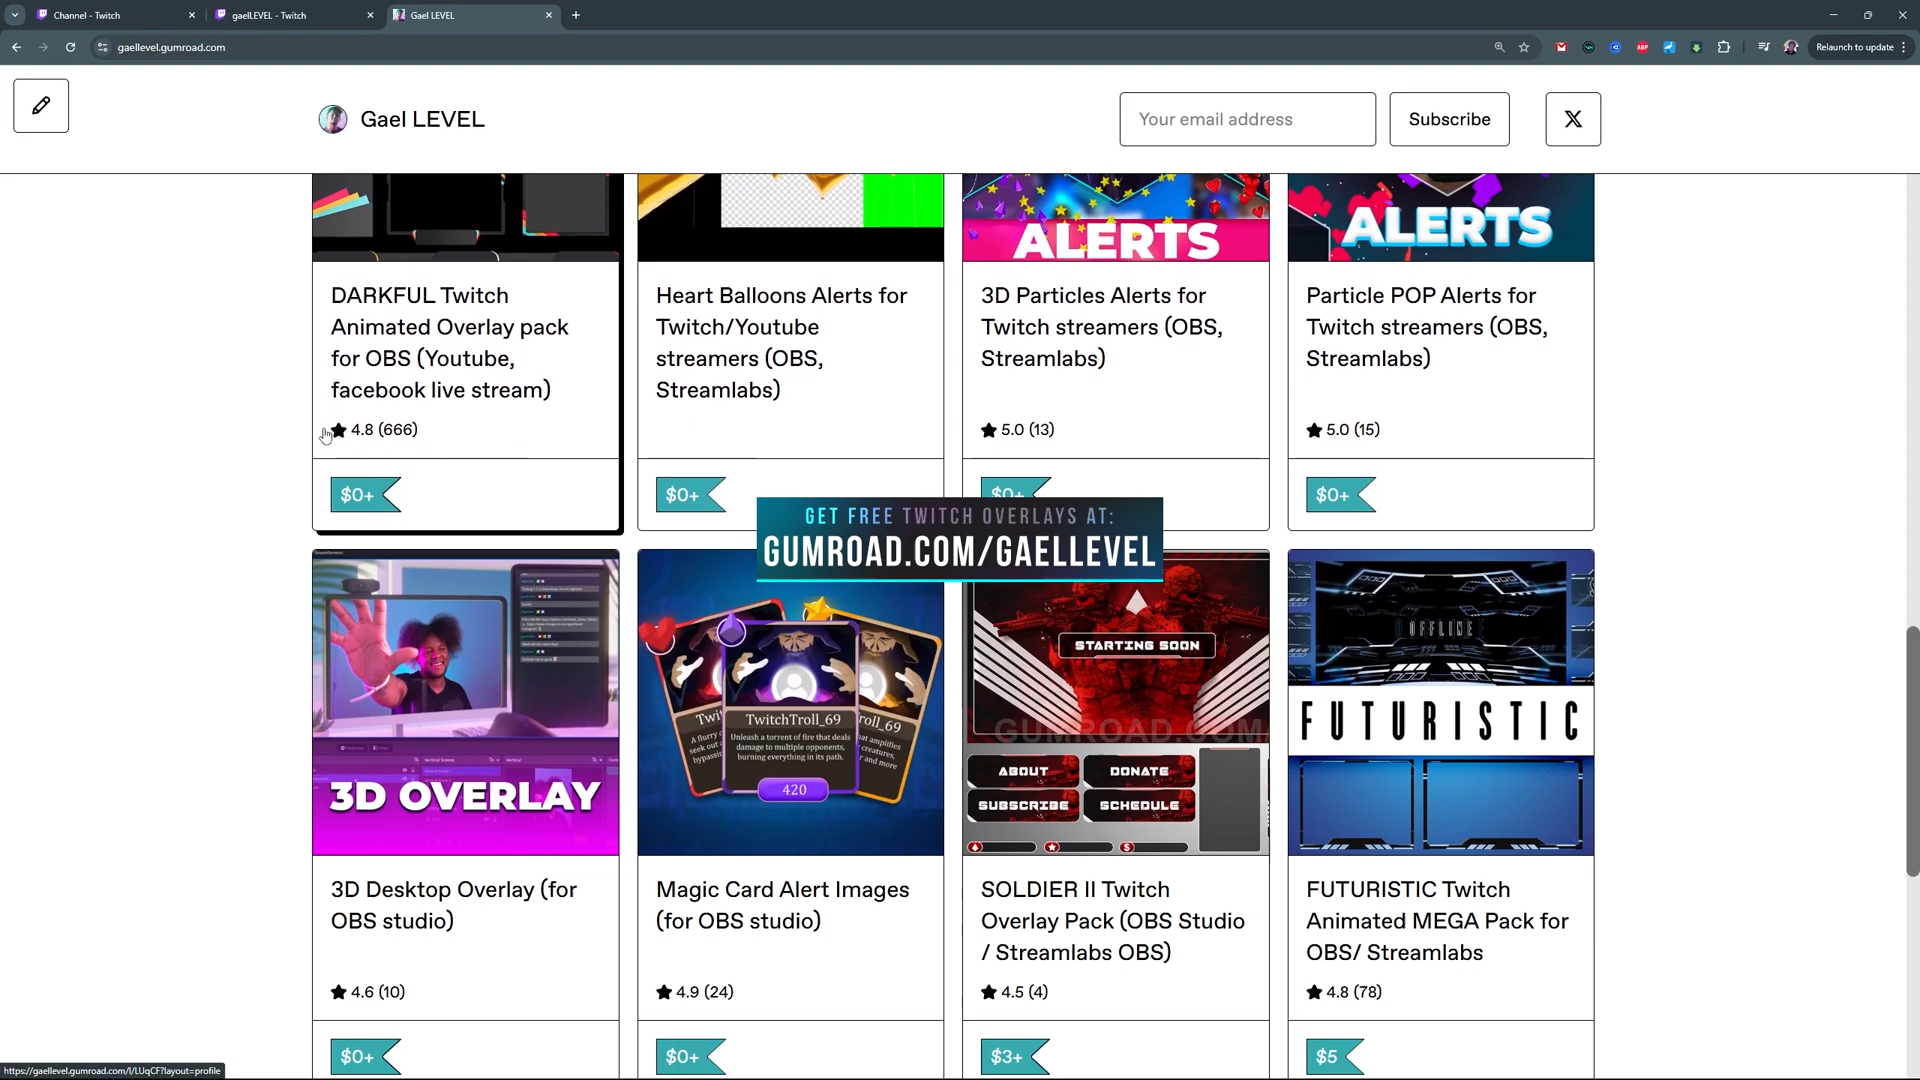 Channel - Twitch
gaelLEVEL - Twitch
Gael LEVEL
gaellevel.gumroad.com
ABP
Relaunch to update
Gael LEVEL
Your email address
Subscribe
X
ALERTS
ALERTS
DARKFUL Twitch
Animated Overlay pack
for OBS (Youtube,
facebook live stream)
4.8 (666)
$0+
Heart Balloons Alerts for
Twitch/Youtube
streamers (OBS,
Streamlabs)
$0+
3D Particles Alerts for
Twitch streamers (OBS,
Streamlabs)
5.0 (13)
$0+
Particle POP Alerts for
Twitch streamers (OBS,
Streamlabs)
5.0 (15)
$0+
GET FREE TWITCH OVERLAYS AT:
GUMROAD.COM/GAELLEVEL
3D OVERLAY
TwitchTroll_69
Unleash a torrent of fire that deals
damage to multiple opponents,
burning everything in its path.
420
STARTING SOON
GUMROAD.COM
ABOUT
DONATE
SUBSCRIBE
SCHEDULE
OFFLINE
FUTURISTIC
3D Desktop Overlay (for
OBS studio)
4.6 (10)
$0+
Magic Card Alert Images
(for OBS studio)
4.9 (24)
$0+
SOLDIER II Twitch
Overlay Pack (OBS Studio
/ Streamlabs OBS)
4.5 (4)
$3+
FUTURISTIC Twitch
Animated MEGA Pack for
OBS/ Streamlabs
4.8 (78)
$5
https://gaellevel.gumroad.com/l/LUqCF?layout=profile